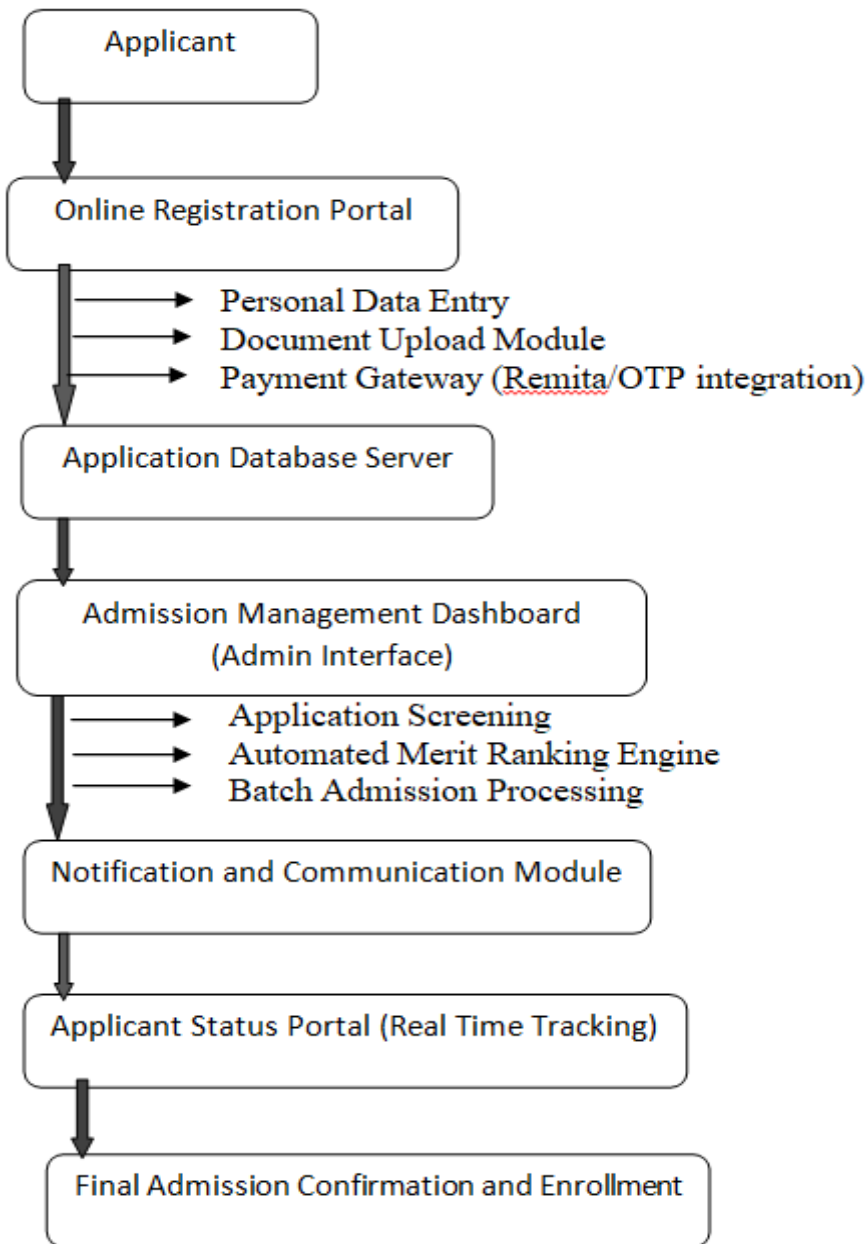 Applicant
Online Registration Portal
Personal Data Entry
Document Upload Module
Payment Gateway (Remita/OTP integration)
Application Database Server
Admission Management Dashboard
(Admin Interface)
Application Screening
Automated Merit Ranking Engine
Batch Admission Processing
Notification and Communication Module
Applicant Status Portal (Real Time Tracking)
Final Admission Confirmation and Enrollment